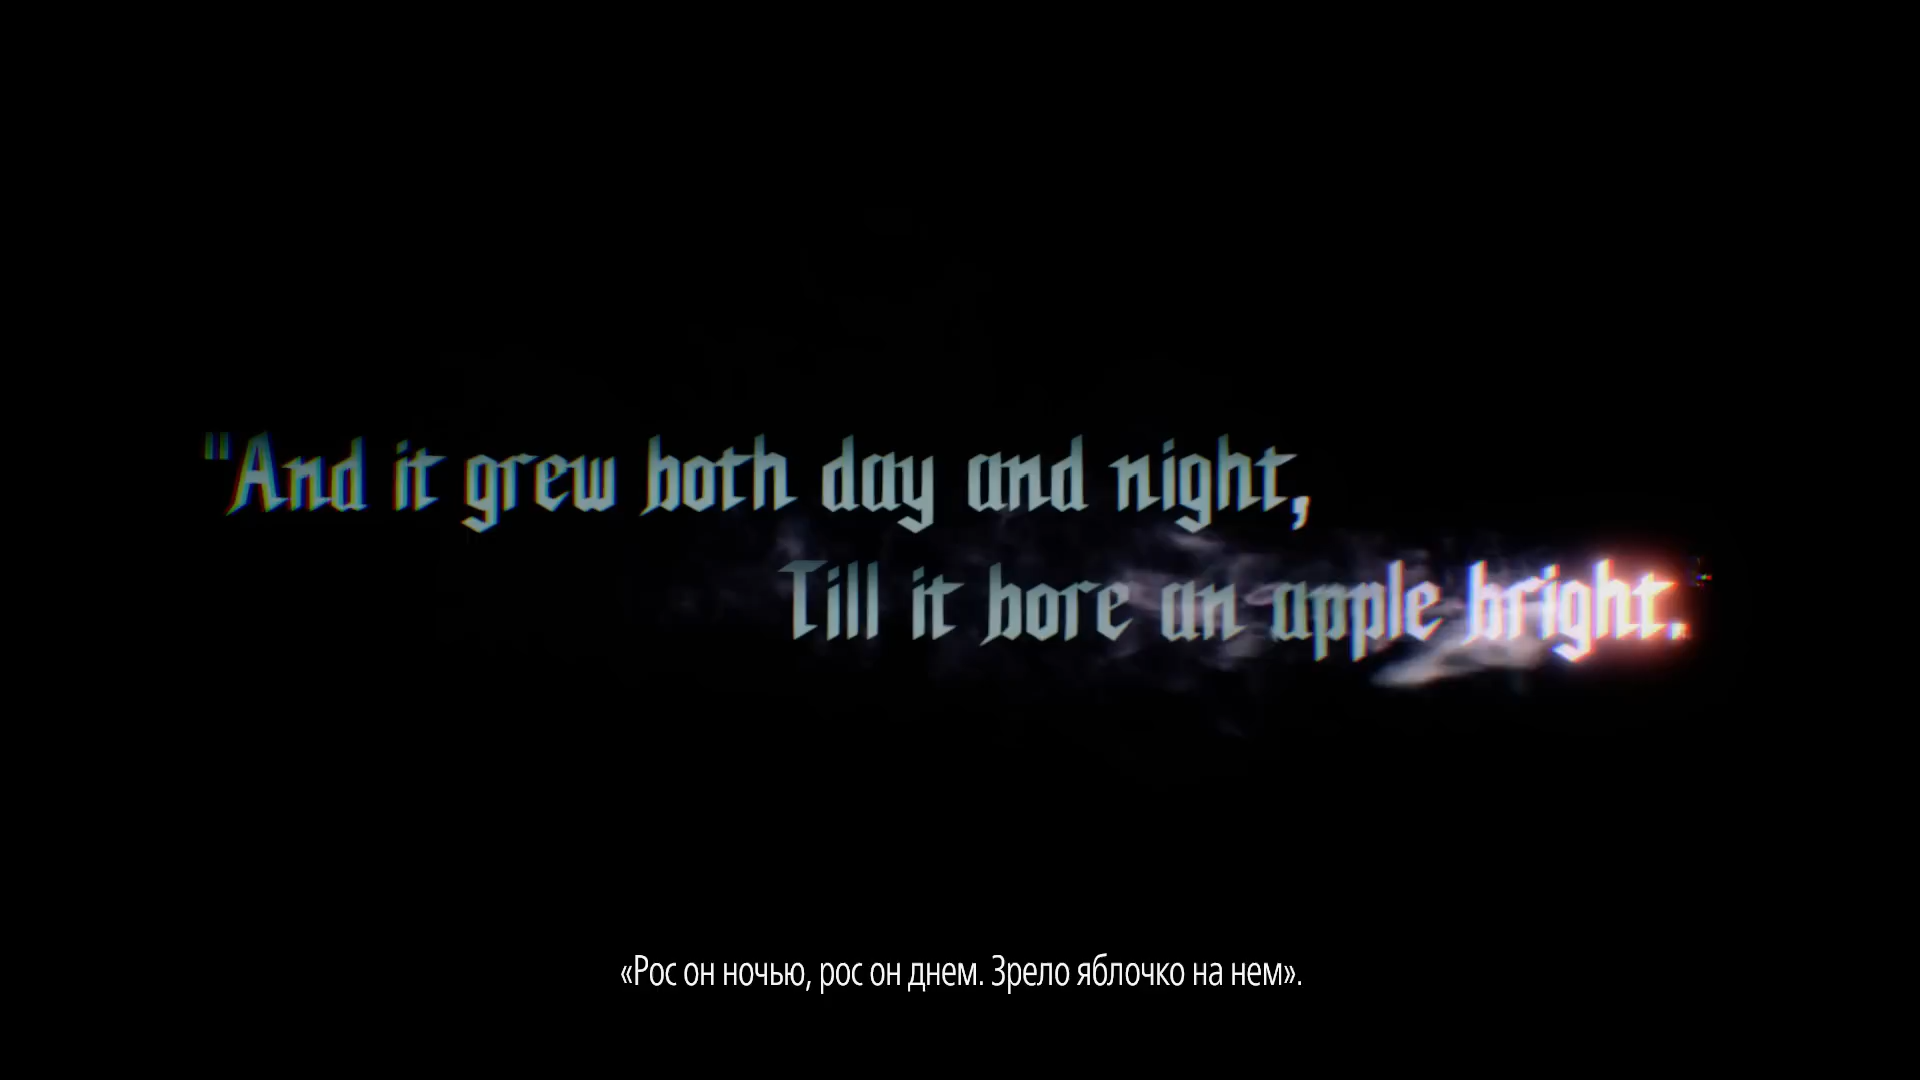 "And it grew both day and night,
Till it bore an apple bright.
«Рос он ночью, рос он днем. Зрело яблочко на нем».